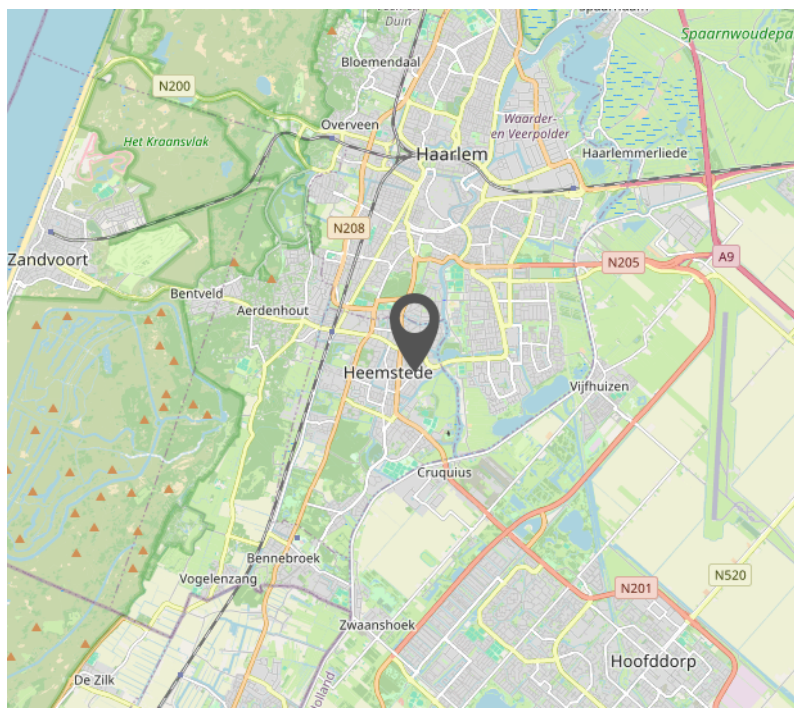 Duin
Spaarnwoudepa
Bloemendaal
N200
Waarder-
en Veerpolder
Overveen
Het Kraansvlak
Haarlem
Haarlemmerliede
N208
Zandvoort
A9
N205
Bentveld
Aerdenhout
Heemstede
Vijfhuizen
Cruquius
Bennebroek
Vogelenzang
N520
N201
Zwaanshoek
Hoofddorp
De Zilk
Holland